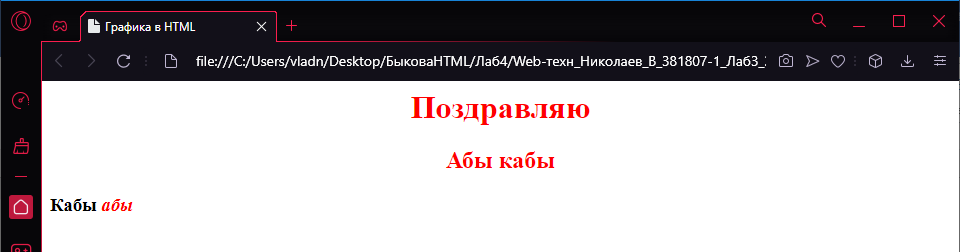 Графика в HTML
file:///C:/Users/vladn/Desktop/БыковаHTML/Лаб4/Web-техн_Николаев_В_381807-1_Лаб3_
Поздравляю
Абы кабы
Кабы абы